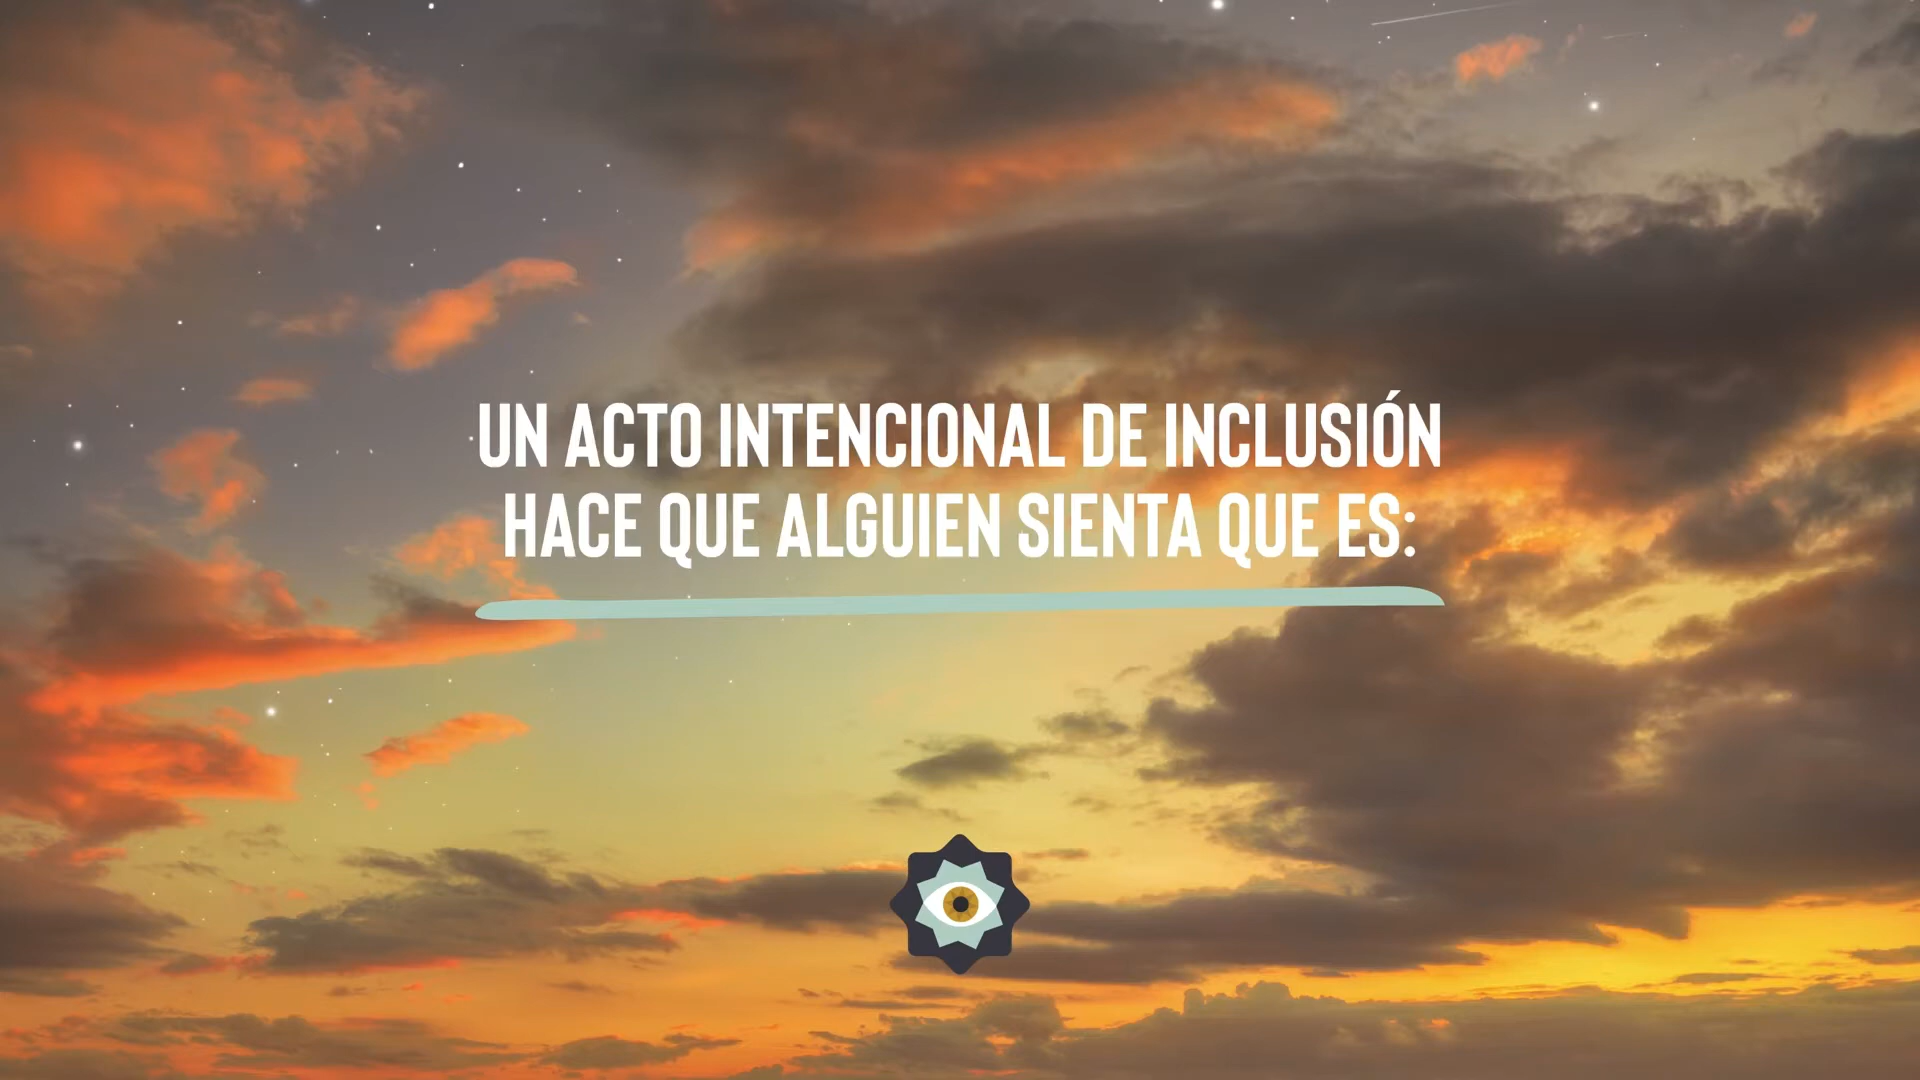 UN ACTO INTENCIONAL DE INCLUSIÓN
HACE QUE ALGUIEN SIENTA QUE ES: